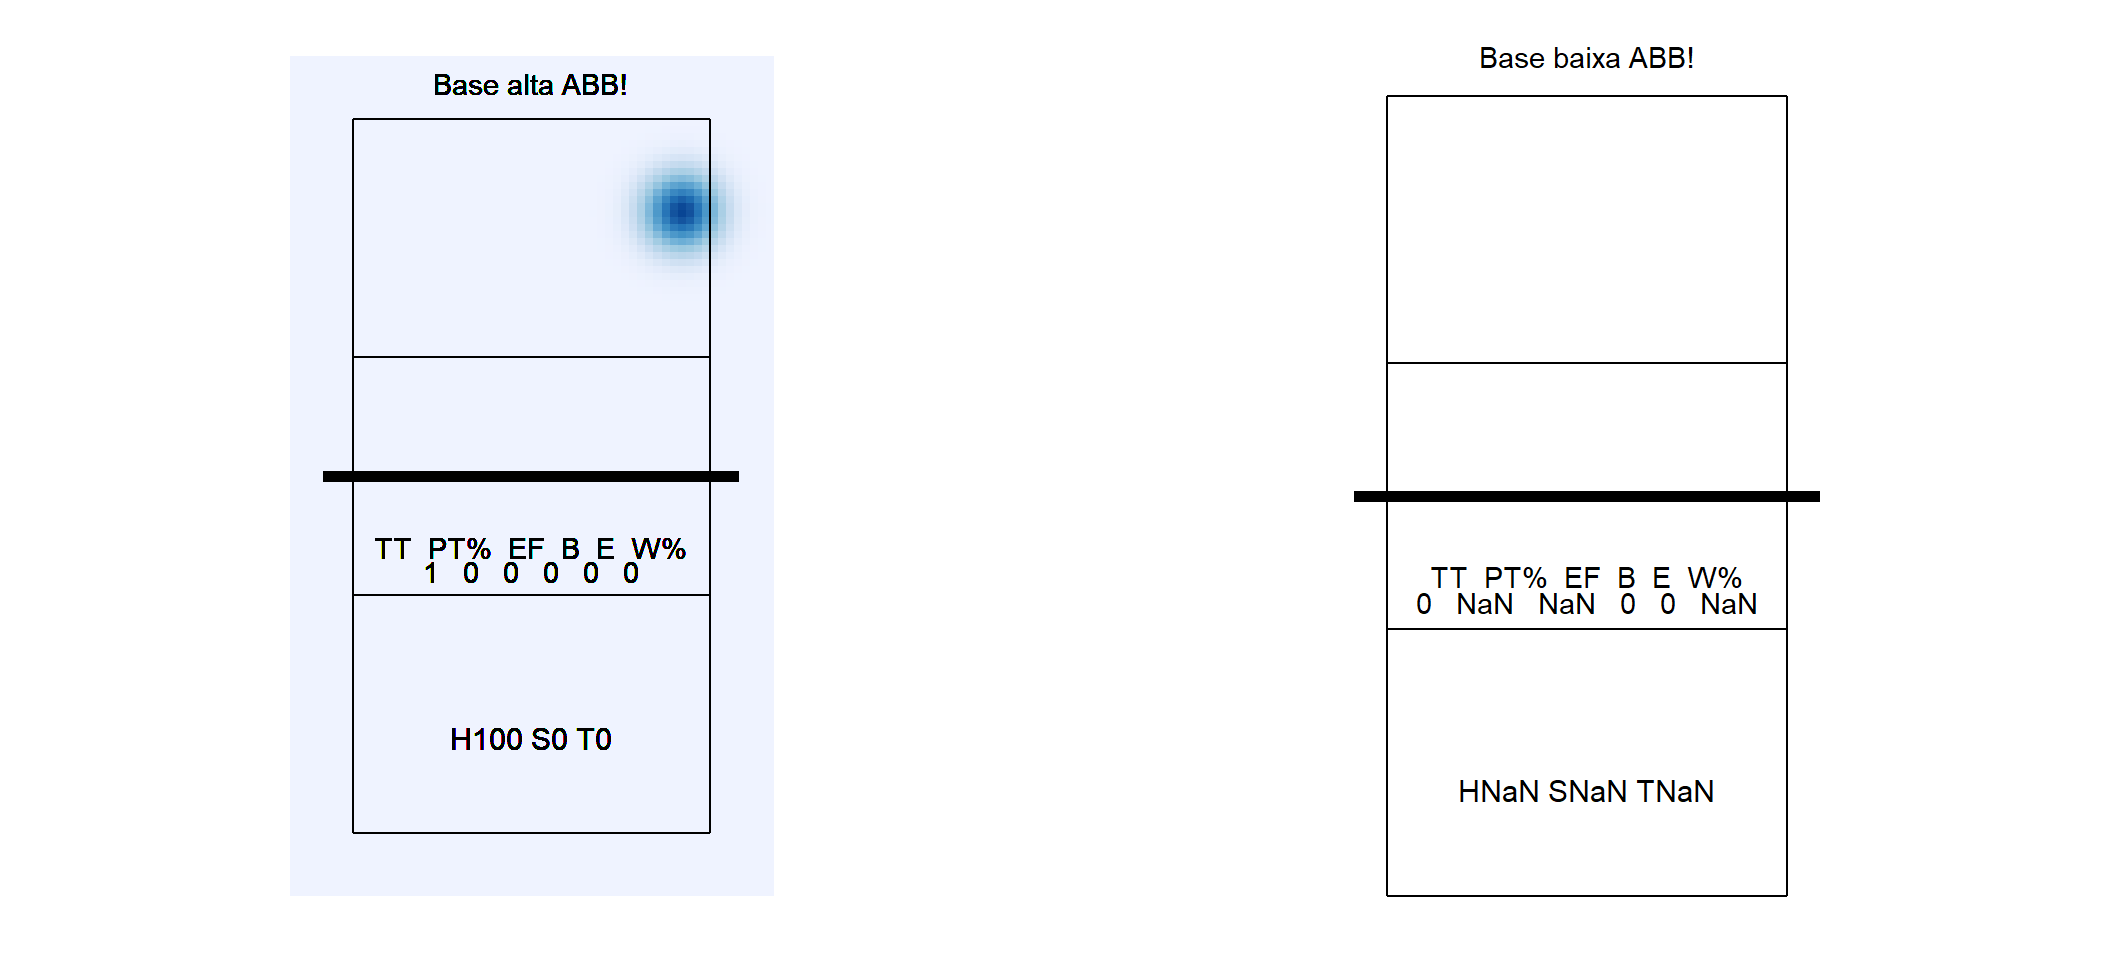 Base alta ABB!
TT PT% EF B E W%
1 0 0 0 0 0
H100 S0 T0
Base baixa ABB!
TT PT% EF B E W%
0 NaN NaN 0 0 NaN
HNaN SNaN TNaN